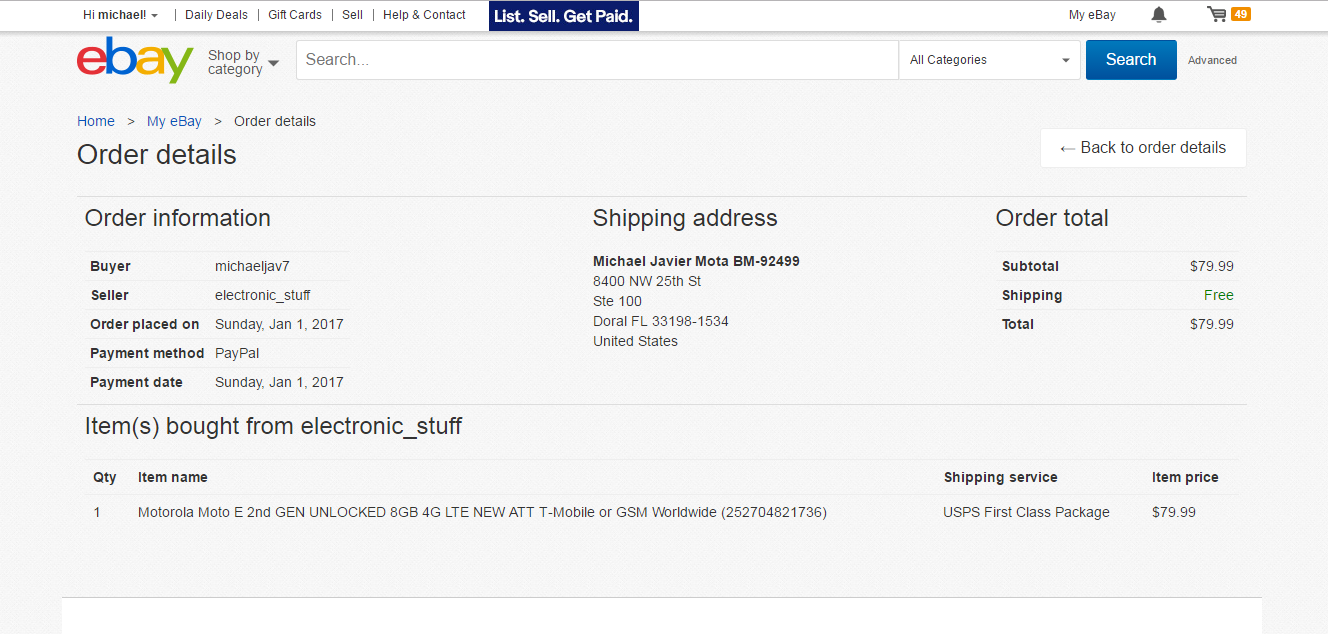 Hi michael! | Daily Deals | Gift Cards | Sell | Help & Contact List. Sell. Get Paid. My eBay 49
ebay Shop by category Search... All Categories Search Advanced
Home > My eBay > Order details
Order details
← Back to order details
Order information
Buyer michaeljav7
Seller electronic_stuff
Order placed on Sunday, Jan 1, 2017
Payment method PayPal
Payment date Sunday, Jan 1, 2017
Shipping address
Michael Javier Mota BM-92499
8400 NW 25th St
Ste 100
Doral FL 33198-1534
United States
Order total
Subtotal $79.99
Shipping Free
Total $79.99
Item(s) bought from electronic_stuff
Qty Item name Shipping service Item price
1 Motorola Moto E 2nd GEN UNLOCKED 8GB 4G LTE NEW ATT T-Mobile or GSM Worldwide (252704821736) USPS First Class Package $79.99